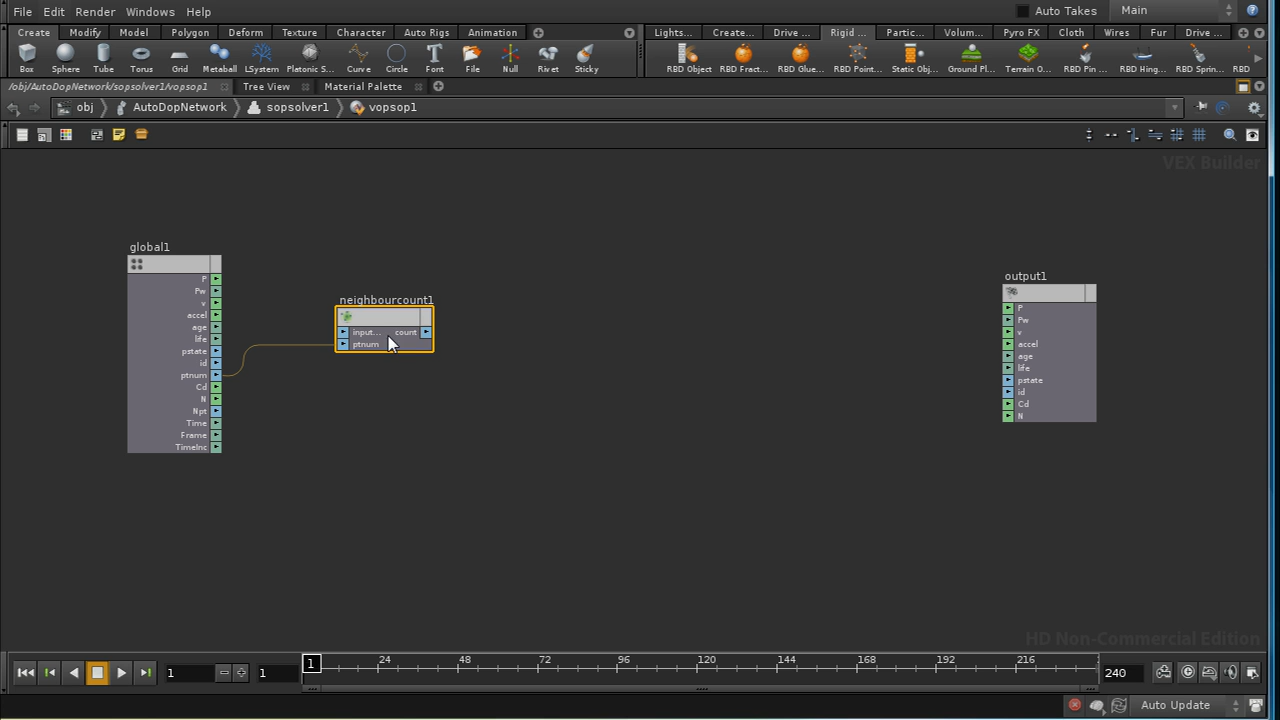 File Edit Render Windows Help Auto Takes Main
Create Modify Model Polygon Deform Texture Character Auto Rigs Animation Lights... Create... Drive ... Rigid ... Partic... Volum... Pyro FX Cloth Wires Fur Drive ...
Box Sphere Tube Torus Grid Metaball LSystem Platonic S... Curve Circle Font File Null Rivet Sticky RBD Object RBD Fract... RBD Glue... RBD Point... Static Obj... Ground Pl... Terrain O... RBD Pin ... RBD Hing... RBD Sprin... RBD
/obj/AutoDopNetwork/sopsolver1/vopsop1 Tree View Material Palette
obj AutoDopNetwork sopsolver1 vopsop1
VEX Builder
global1
P
Pw
v
accel
age
life
pstate
id
ptnum
Cd
N
Npt
Time
Frame
TimeInc
neighbourcount1
input... count
ptnum
output1
P
Pw
v
accel
age
life
pstate
id
Cd
N
HD Non-Commercial Edition
1 1 1 24 48 72 96 120 144 168 192 216 240
Auto Update